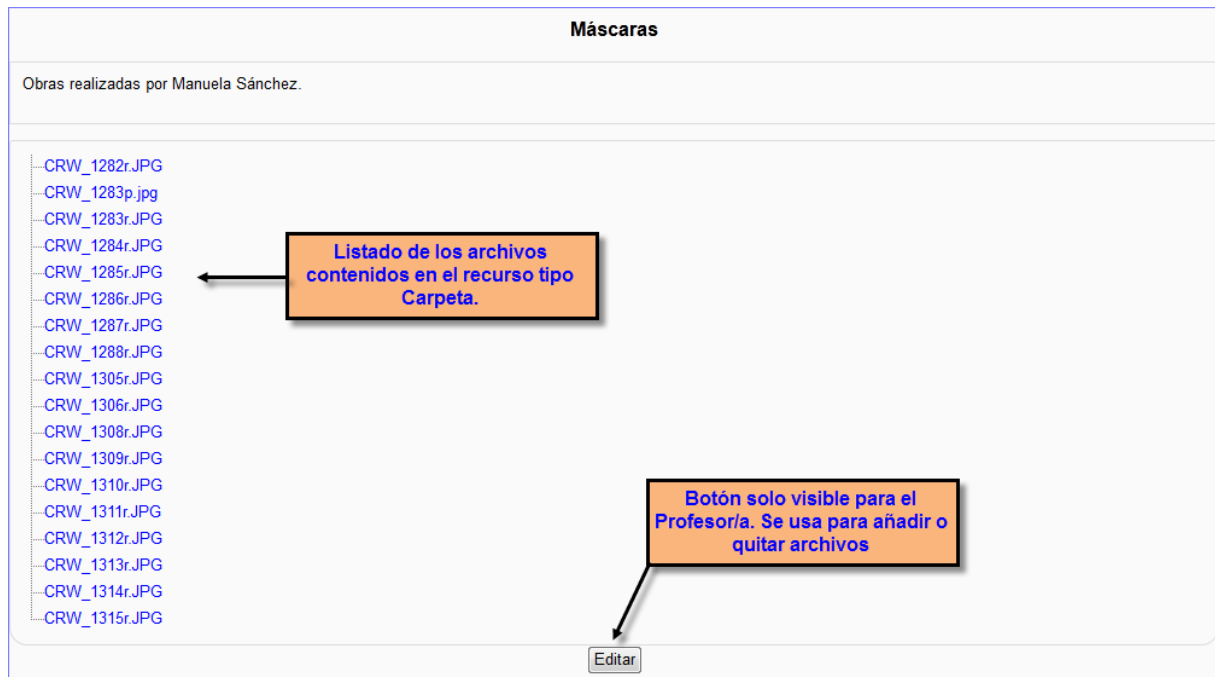 Máscaras
Obras realizadas por Manuela Sánchez.
CRW_1282r.JPG
CRW_1283p.jpg
CRW_1283r.JPG
CRW_1284r.JPG
CRW_1285r.JPG
CRW_1286r.JPG
CRW_1287r.JPG
CRW_1288r.JPG
CRW_1305r.JPG
CRW_1306r.JPG
CRW_1308r.JPG
CRW_1309r.JPG
CRW_1310r.JPG
CRW_1311r.JPG
CRW_1312r.JPG
CRW_1313r.JPG
CRW_1314r.JPG
CRW_1315r.JPG
Listado de los archivos
contenidos en el recurso tipo
Carpeta.
Botón solo visible para el
Profesor/a. Se usa para añadir o
quitar archivos
Editar